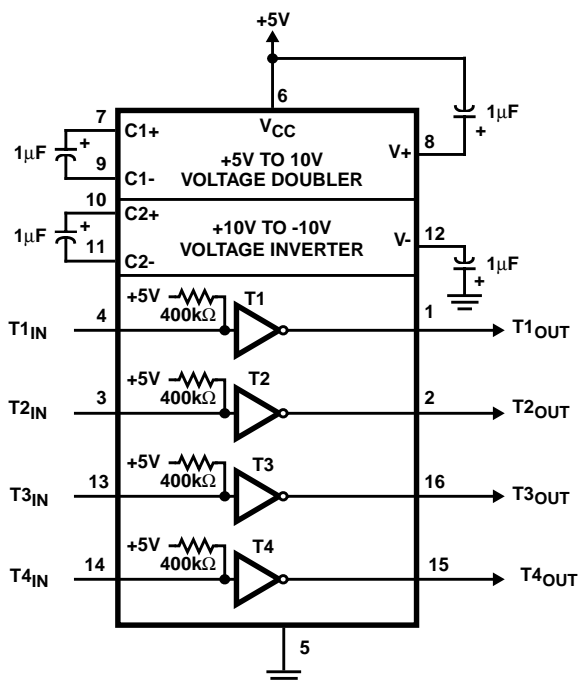 +5V
6
7
C1+
V<sub>CC</sub>
1μF
+
+
1μF
8
V+
9
C1-
+5V TO 10V
VOLTAGE DOUBLER
10
C2+
+10V TO -10V
VOLTAGE INVERTER
1μF
+
V-
12
11
C2-
1μF
+
+5V
400kΩ
T1
T1<sub>IN</sub>
4
1
T1<sub>OUT</sub>
+5V
400kΩ
T2
T2<sub>IN</sub>
3
2
T2<sub>OUT</sub>
+5V
400kΩ
T3
T3<sub>IN</sub>
13
16
T3<sub>OUT</sub>
+5V
400kΩ
T4
T4<sub>IN</sub>
14
15
T4<sub>OUT</sub>
5